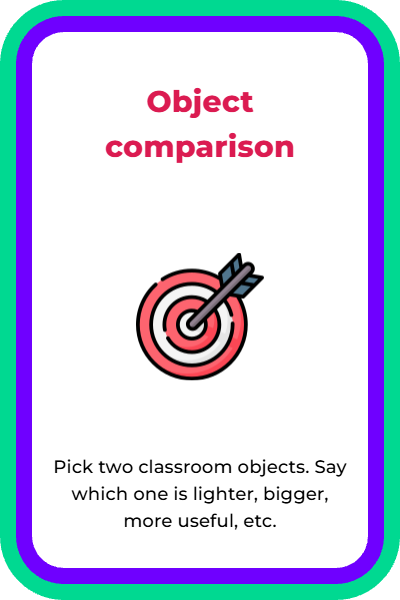 Object
comparison
Pick two classroom objects. Say
which one is lighter, bigger,
more useful, etc.